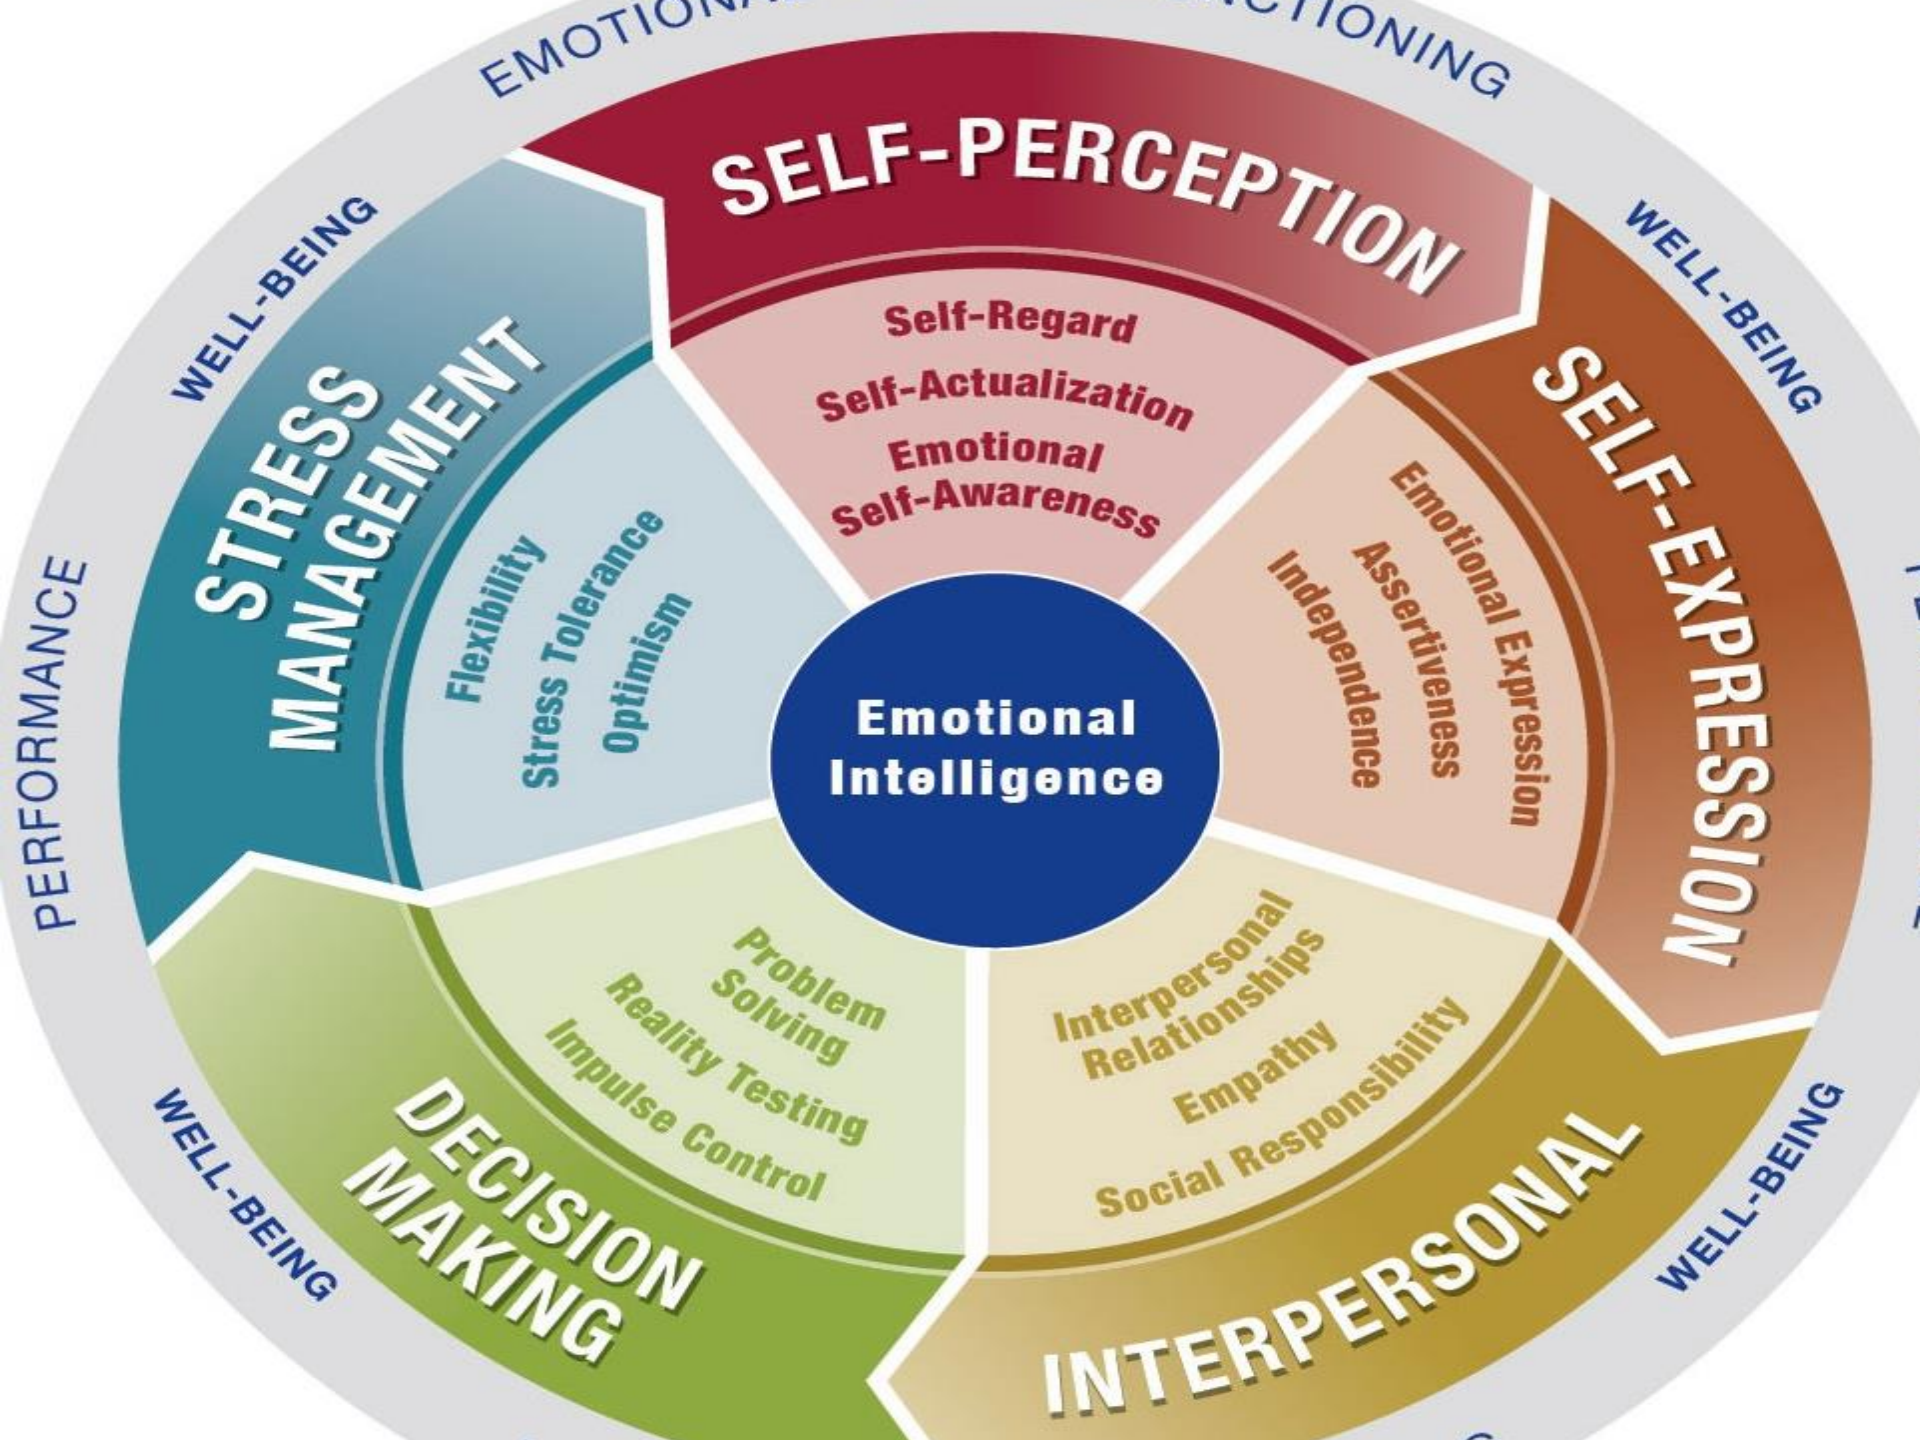 WELL-BEING
WELL-BEING
SELF-PERCEPTION
Self-Regard
Self-Actualization
Emotional
Self-Awareness
SELF-EXPRESSION
Emotional Expression
Assertiveness
Independence
INTERPERSONAL
Interpersonal
Relationships
Empathy
Social Responsibility
DECISION
MAKING
Problem
Solving
Reality Testing
Impulse Control
STRESS
MANAGEMENT
Flexibility
Stress Tolerance
Optimism
Emotional
Intelligence
PERFORMANCE
WELL-BEING
WELL-BEING